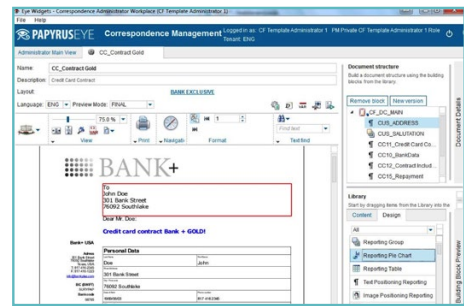 Eye Widgets - Correspondence Administrator Workplace (CF Template Administrator 1)
File Help
PAPYRUSEYE Correspondence Management
Logged in as: CF Template Administrator 1 PM Private CF Template Administrator 1 Role
Tenant: ENG
Administrator Main View CC_Contract Gold
Name: CC_Contract Gold
Description: Credit Card Contract
Layout: BANK EXCLUSIVE
Language: ENG Preview Mode: FINAL
75.0 % 1 Find text
View Print Navigati Format Text find
BANK+
To
John Doe
301 Bank Street
76092 Southlake
Dear Mr. Doe:
Credit card contract Bank + GOLD!
Bank+ USA
Personal Data
Doe John
301 Bank Street
76092 Southlake
Document structure
Build a document structure using the building
blocks from the library.
Remove block New version
CF_DC_MAIN
CUS_ADDRESS
CUS_SALUTATION
CC11_Credit Card Co...
CC10_BankData
CC12_Contract includ...
CC15_Repayment
Library
Start by dragging items from the Library into the
Content Design
All
Reporting Group
Reporting Pie Chart
Reporting Table
Text Positioning Reporting
Image Positioning Reporting
Document Details
Building Block Preview